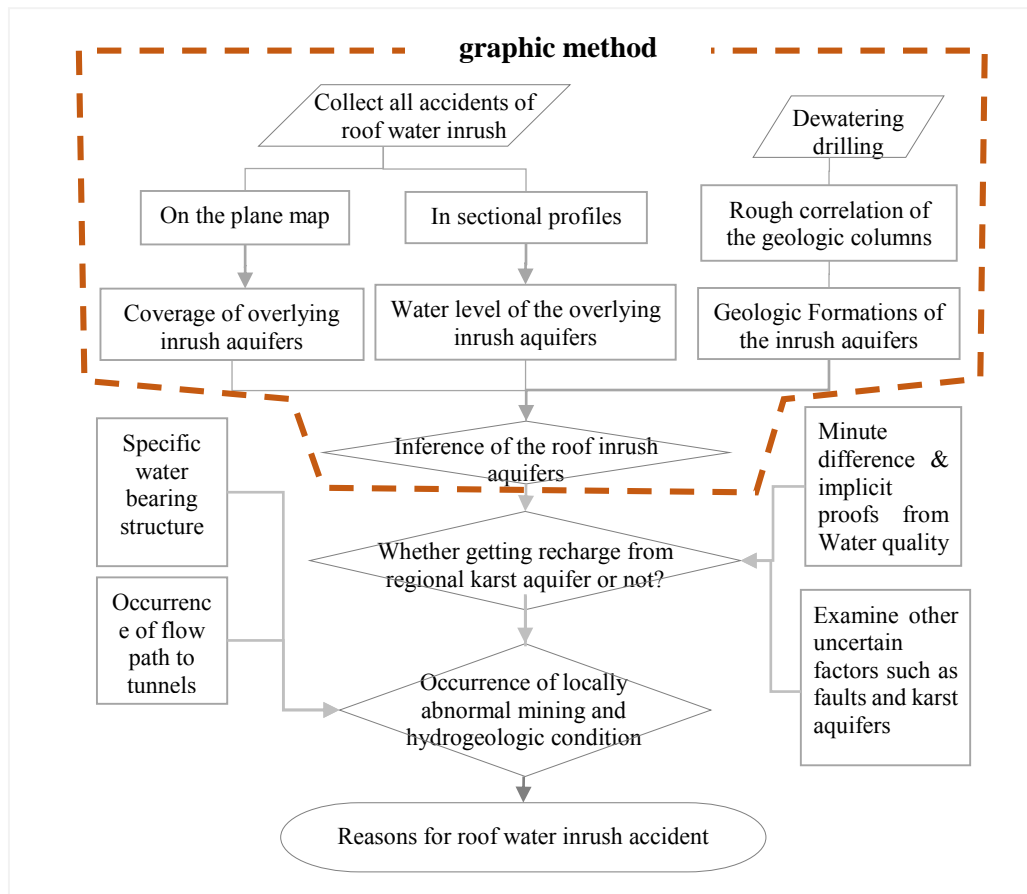 graphic method
Collect all accidents of
roof water inrush
Dewatering
drilling
On the plane map
In sectional profiles
Rough correlation of
the geologic columns
Coverage of overlying
inrush aquifers
Water level of the overlying
inrush aquifers
Geologic Formations of
the inrush aquifers
Inference of the roof inrush
aquifers
Specific
water
bearing
structure
Minute
difference &
implicit
proofs from
Water quality
Whether getting recharge from
regional karst aquifer or not?
Occurrenc
e of flow
path to
tunnels
Examine other
uncertain
factors such as
faults and karst
aquifers
Occurrence of locally
abnormal mining and
hydrogeologic condition
Reasons for roof water inrush accident